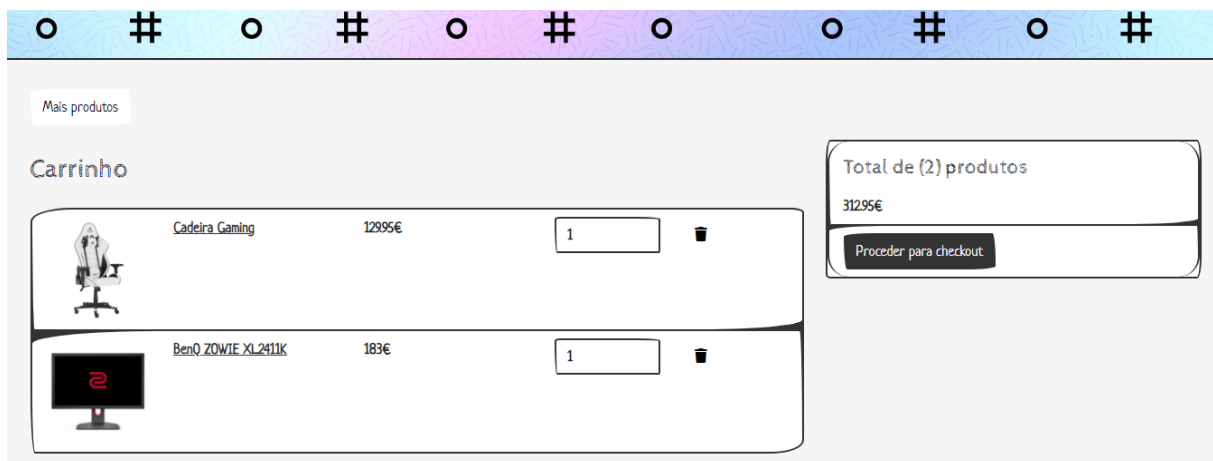 Mais produtos
Carrinho
Cadeira Gaming 129.95€ 1
BenQ ZOWIE XL2411K 183€ 1
Total de (2) produtos
312.95€
Proceder para checkout